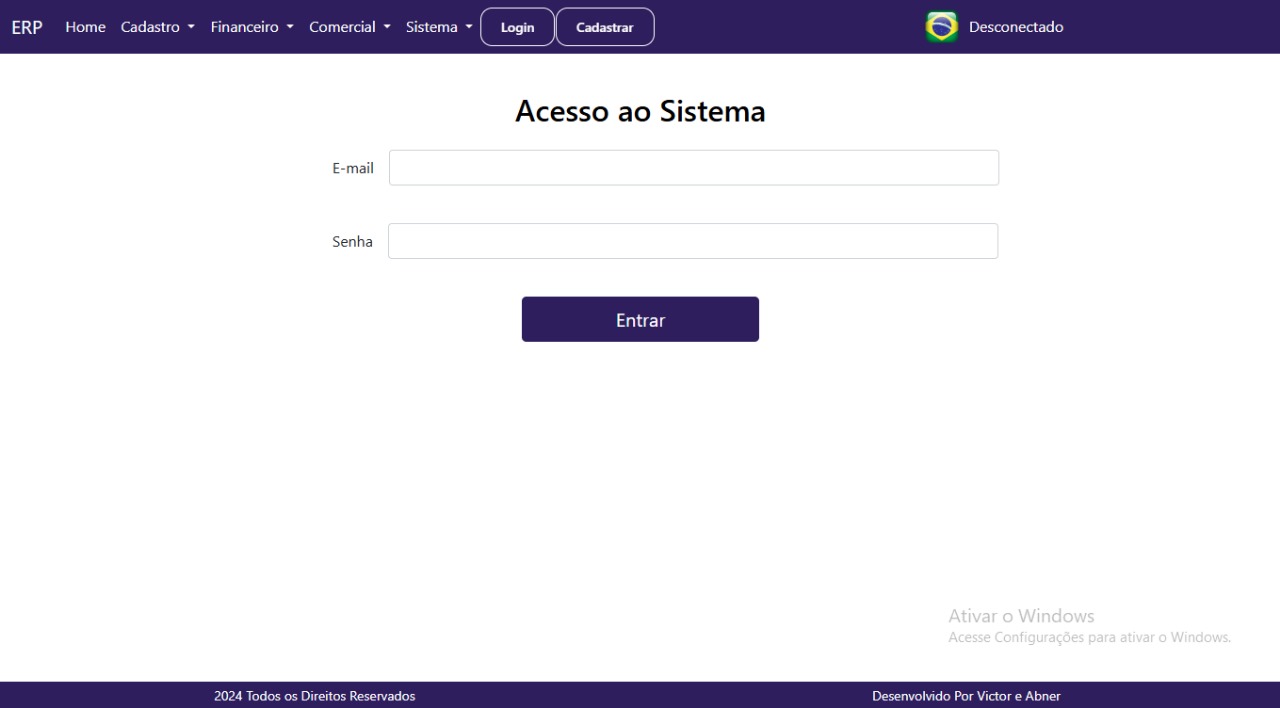 ERP Home Cadastro Financeiro Comercial Sistema Login Cadastrar Desconectado
Acesso ao Sistema
E-mail
Senha
Entrar
Ativar o Windows
Acesse Configurações para ativar o Windows.
2024 Todos os Direitos Reservados Desenvolvido Por Victor e Abner